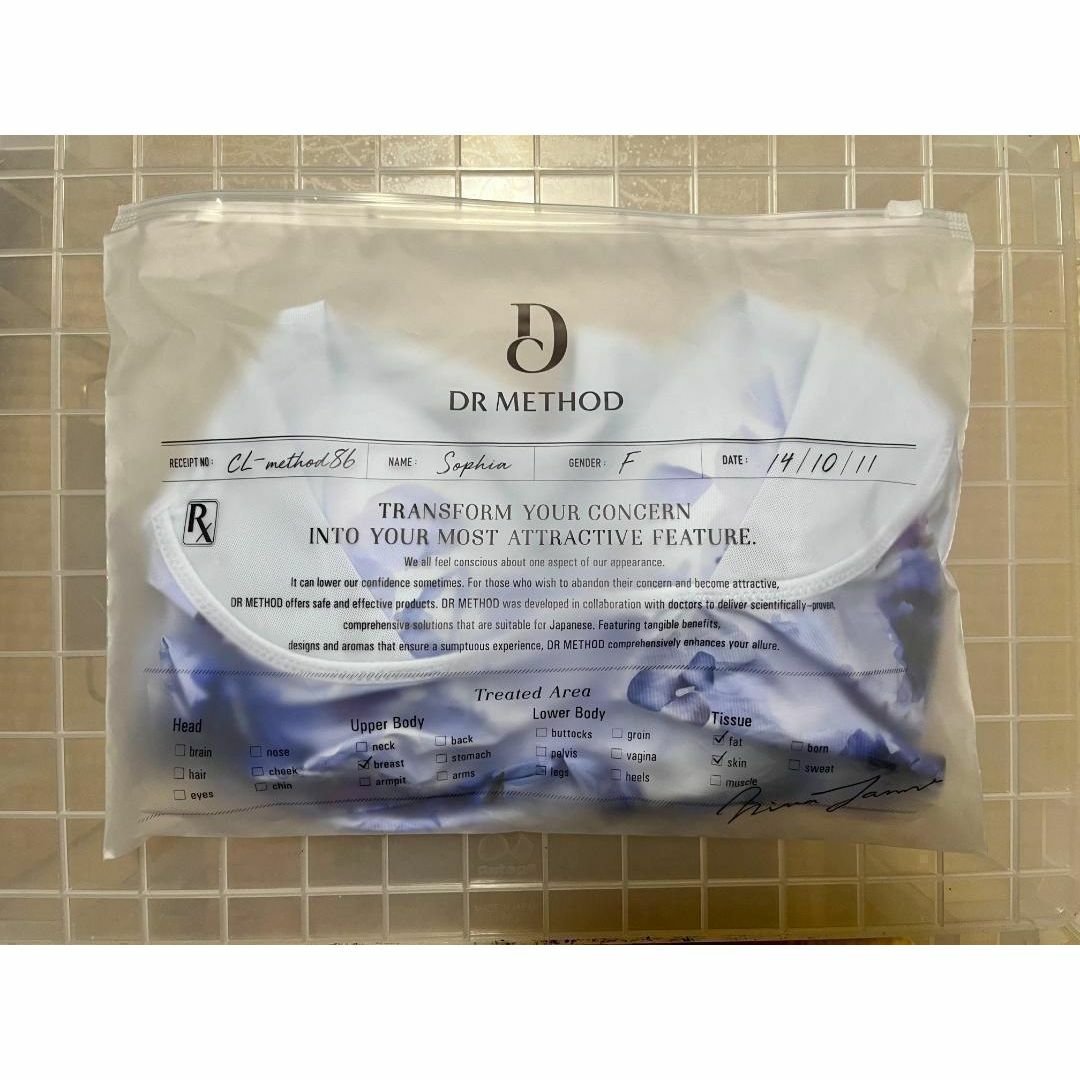 DR METHOD
RECEIPT NO: CL-method86 NAME: Sophia GENDER: F DATE: 14/10/11
Rx
TRANSFORM YOUR CONCERN
INTO YOUR MOST ATTRACTIVE FEATURE.
We all feel conscious about one aspect of our appearance.
It can lower our confidence sometimes. For those who wish to abandon their concern and become attractive,
DR METHOD offers safe and effective products. DR METHOD was developed in collaboration with doctors to deliver scientifically-proven,
comprehensive solutions that are suitable for Japanese. Featuring tangible benefits,
designs and aromas that ensure a sumptuous experience, DR METHOD comprehensively enhances your allure.
Treated Area
Head
brain
hair
eyes
nose
cheek
chin
Upper Body
neck
breast
armpit
back
stomach
arms
Lower Body
buttocks
pelvis
legs
groin
vagina
heels
Tissue
fat
skin
muscle
born
sweat